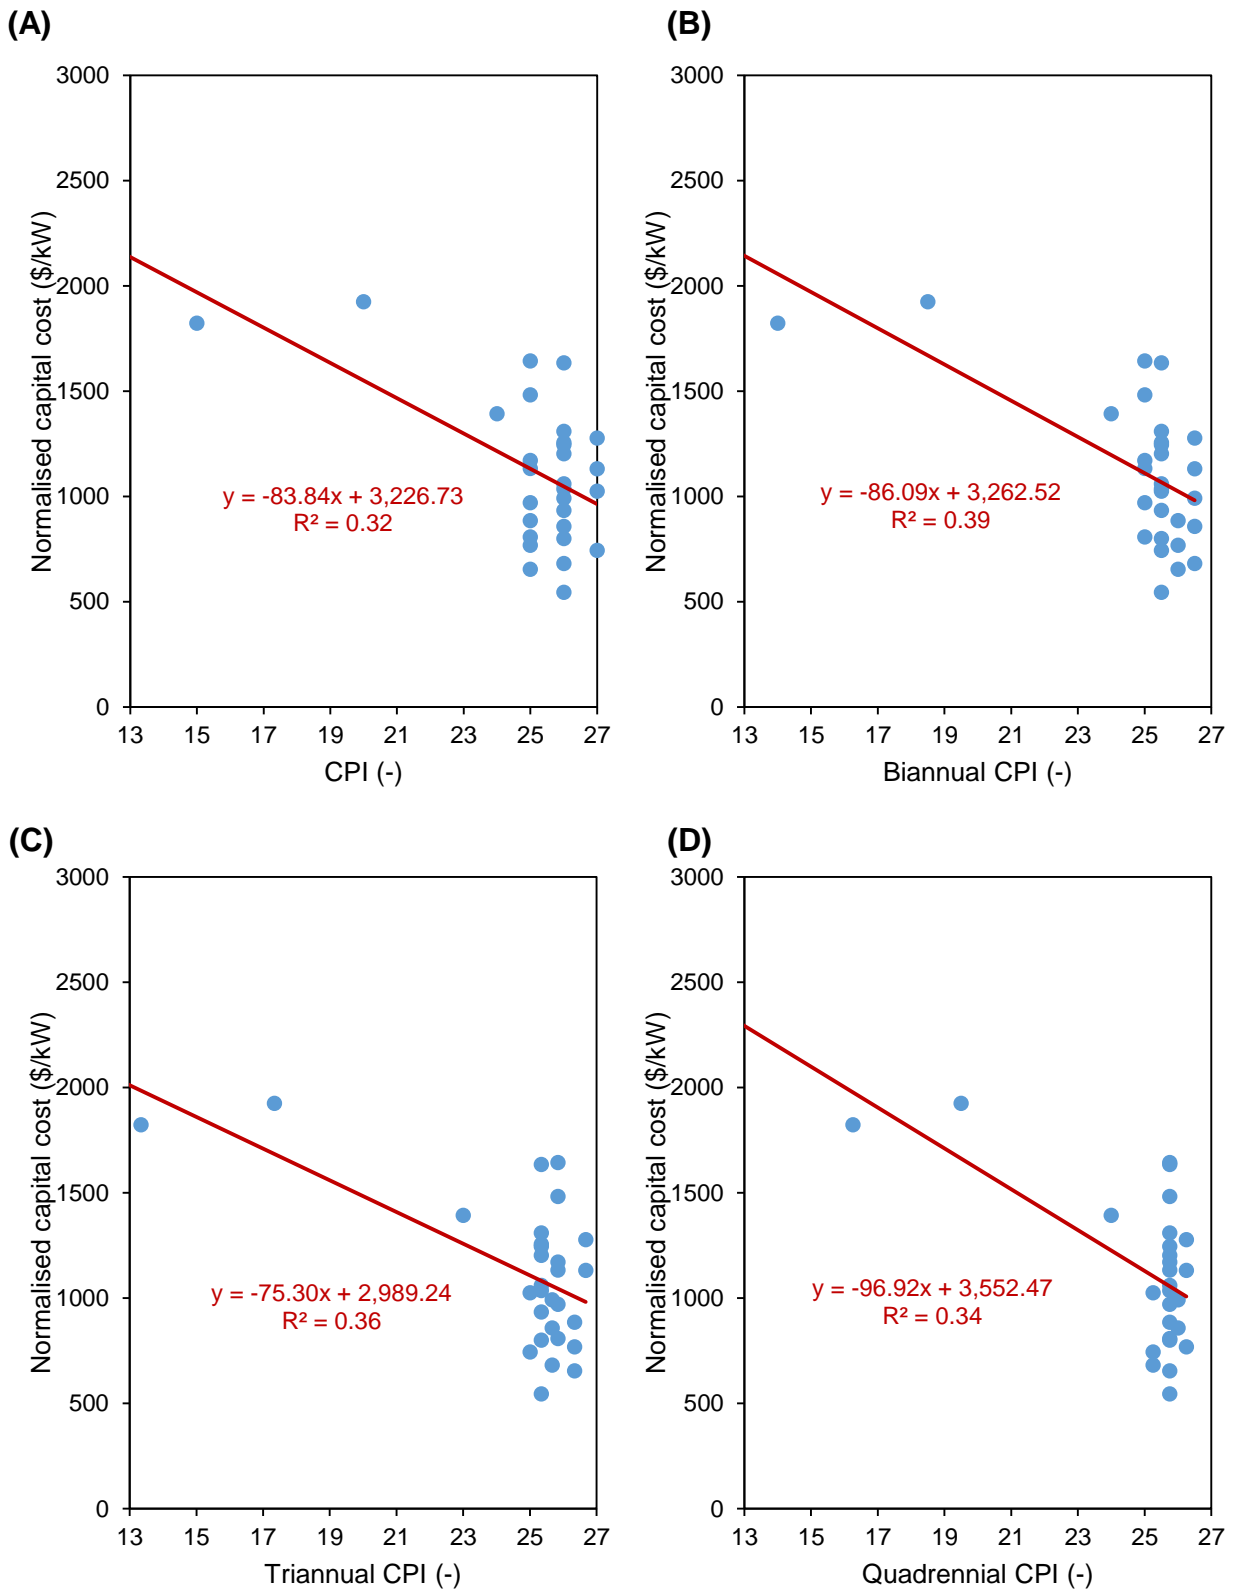 (A)
Normalised capital cost ($/kW)
3000
2500
2000
1500
1000
500
0
y = -83.84x + 3,226.73
R² = 0.32
13 15 17 19 21 23 25 27
CPI (-)
(B)
Normalised capital cost ($/kW)
3000
2500
2000
1500
1000
500
0
y = -86.09x + 3,262.52
R² = 0.39
13 15 17 19 21 23 25 27
Biannual CPI (-)
(C)
Normalised capital cost ($/kW)
3000
2500
2000
1500
1000
500
0
y = -75.30x + 2,989.24
R² = 0.36
13 15 17 19 21 23 25 27
Triannual CPI (-)
(D)
Normalised capital cost ($/kW)
3000
2500
2000
1500
1000
500
0
y = -96.92x + 3,552.47
R² = 0.34
13 15 17 19 21 23 25 27
Quadrennial CPI (-)